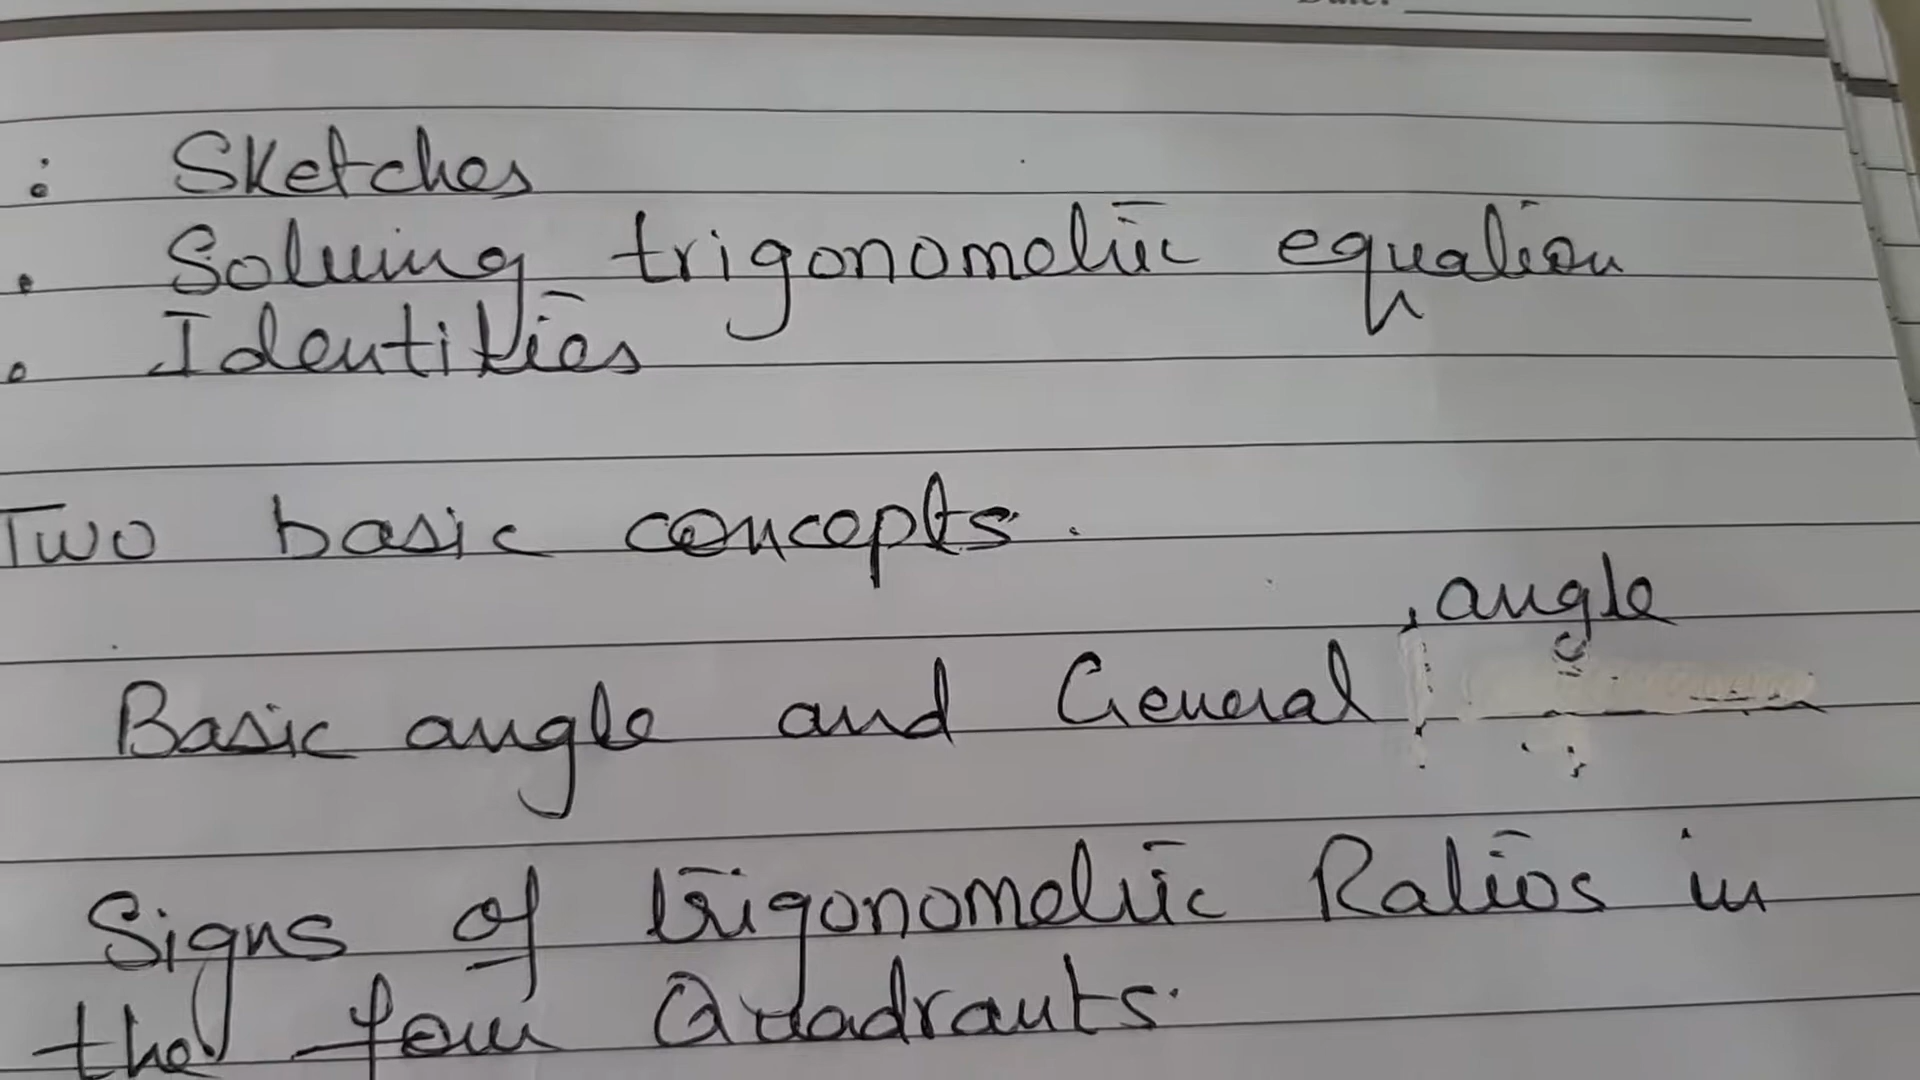 : Sketches
. Solving trigonometric equation
. Identities
Two basic concepts.
Basic angle and General angle
Signs of trigonometric Ratios in
the four Quadrants.